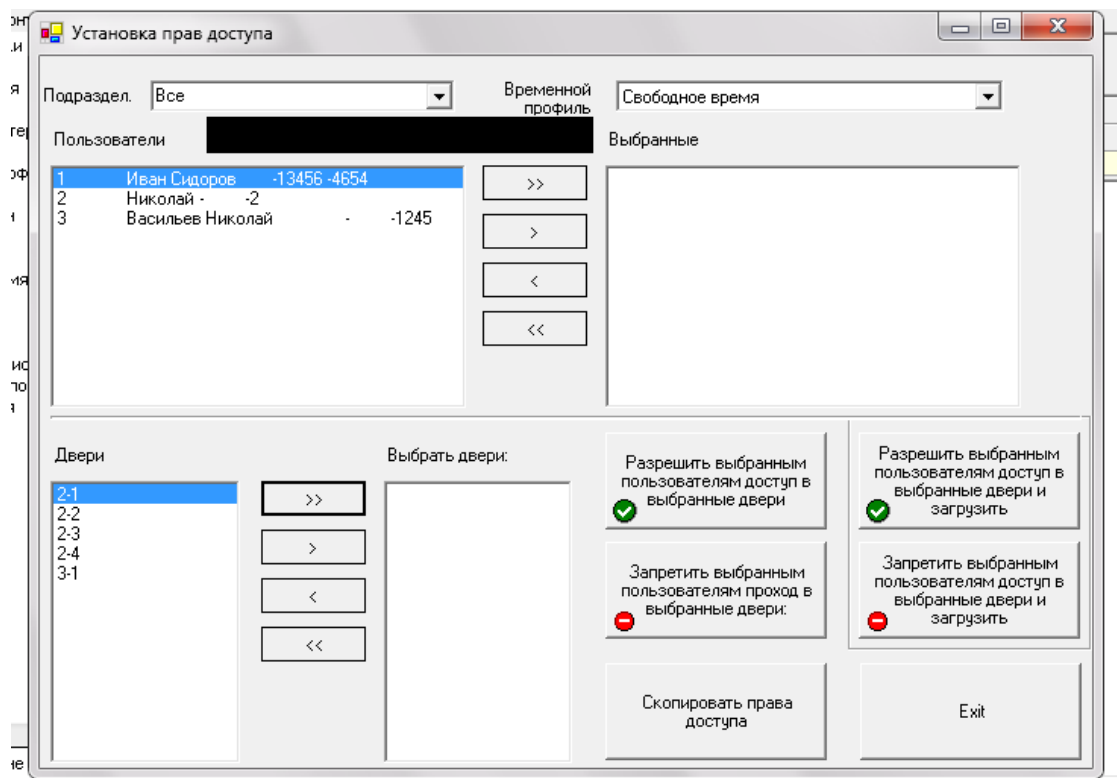 Установка прав доступа
Подраздел.
Все
Временной
профиль
Свободное время
Пользователи
Выбранные
1 Иван Сидоров -13456 -4654
2 Николай - -2
3 Васильев Николай - -1245
>>
>
<
<<
Двери
Выбрать двери:
2-1
2-2
2-3
2-4
3-1
>>
>
<
<<
Разрешить выбранным
пользователям доступ в
выбранные двери
Разрешить выбранным
пользователям доступ в
выбранные двери и
загрузить
Запретить выбранным
пользователям проход в
выбранные двери:
Запретить выбранным
пользователям доступ в
выбранные двери и
загрузить
Скопировать права
доступа
Exit